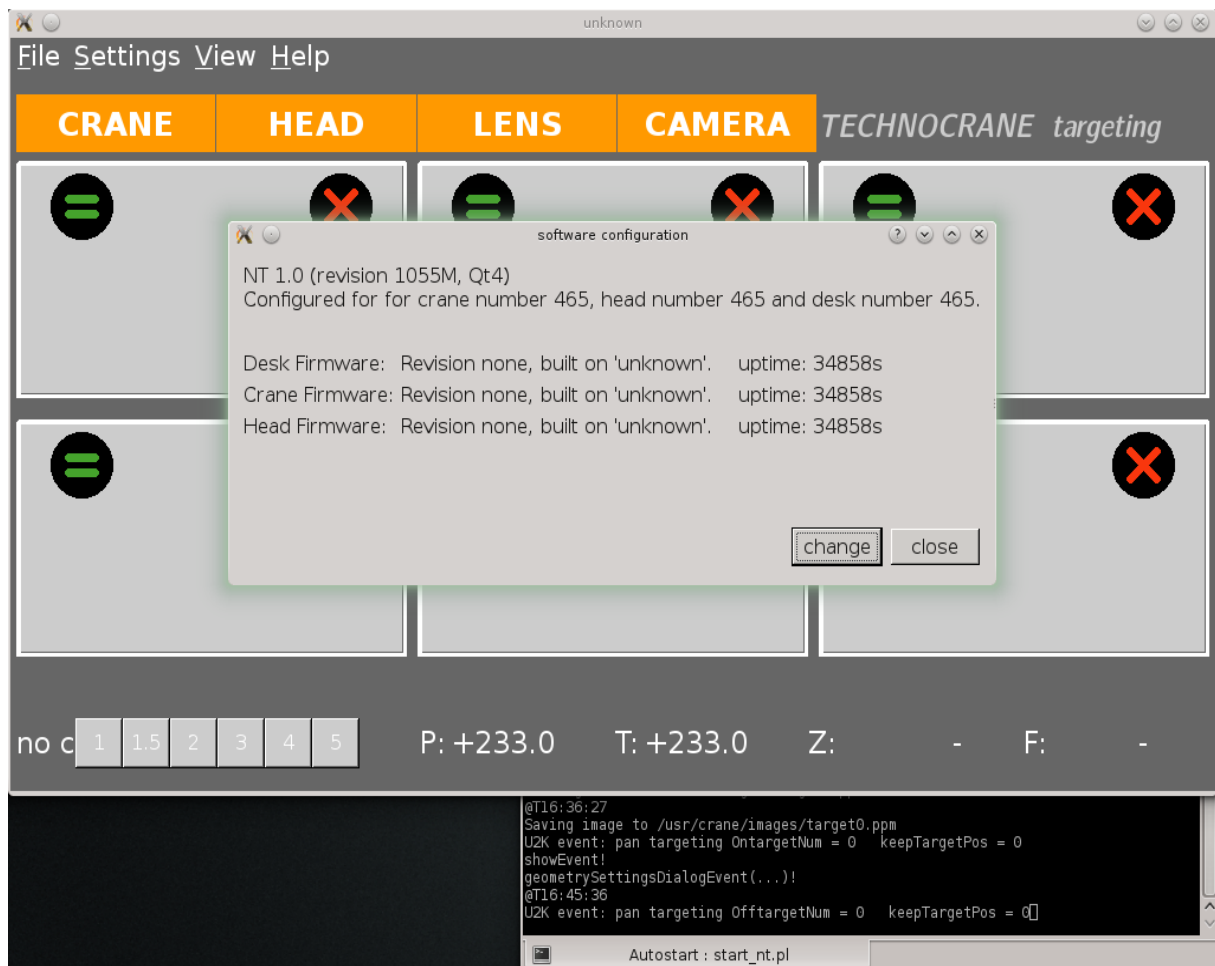 unknown
File Settings View Help
CRANE HEAD LENS CAMERA TECHNOCRANE targeting
software configuration
NT 1.0 (revision 1055M, Qt4)
Configured for for crane number 465, head number 465 and desk number 465.
Desk Firmware: Revision none, built on 'unknown'. uptime: 34858s
Crane Firmware: Revision none, built on 'unknown'. uptime: 34858s
Head Firmware: Revision none, built on 'unknown'. uptime: 34858s
change close
no c 1 1.5 2 3 4 5 P: +233.0 T: +233.0 Z: - F: -
@T16:36:27
Saving image to /usr/crane/images/target0.ppm
U2K event: pan targeting OntargetNum = 0 keepTargetPos = 0
showEvent!
geometrySettingsDialogEvent(...)!
@T16:45:36
U2K event: pan targeting OfftargetNum = 0 keepTargetPos = 0
Autostart : start_nt.pl